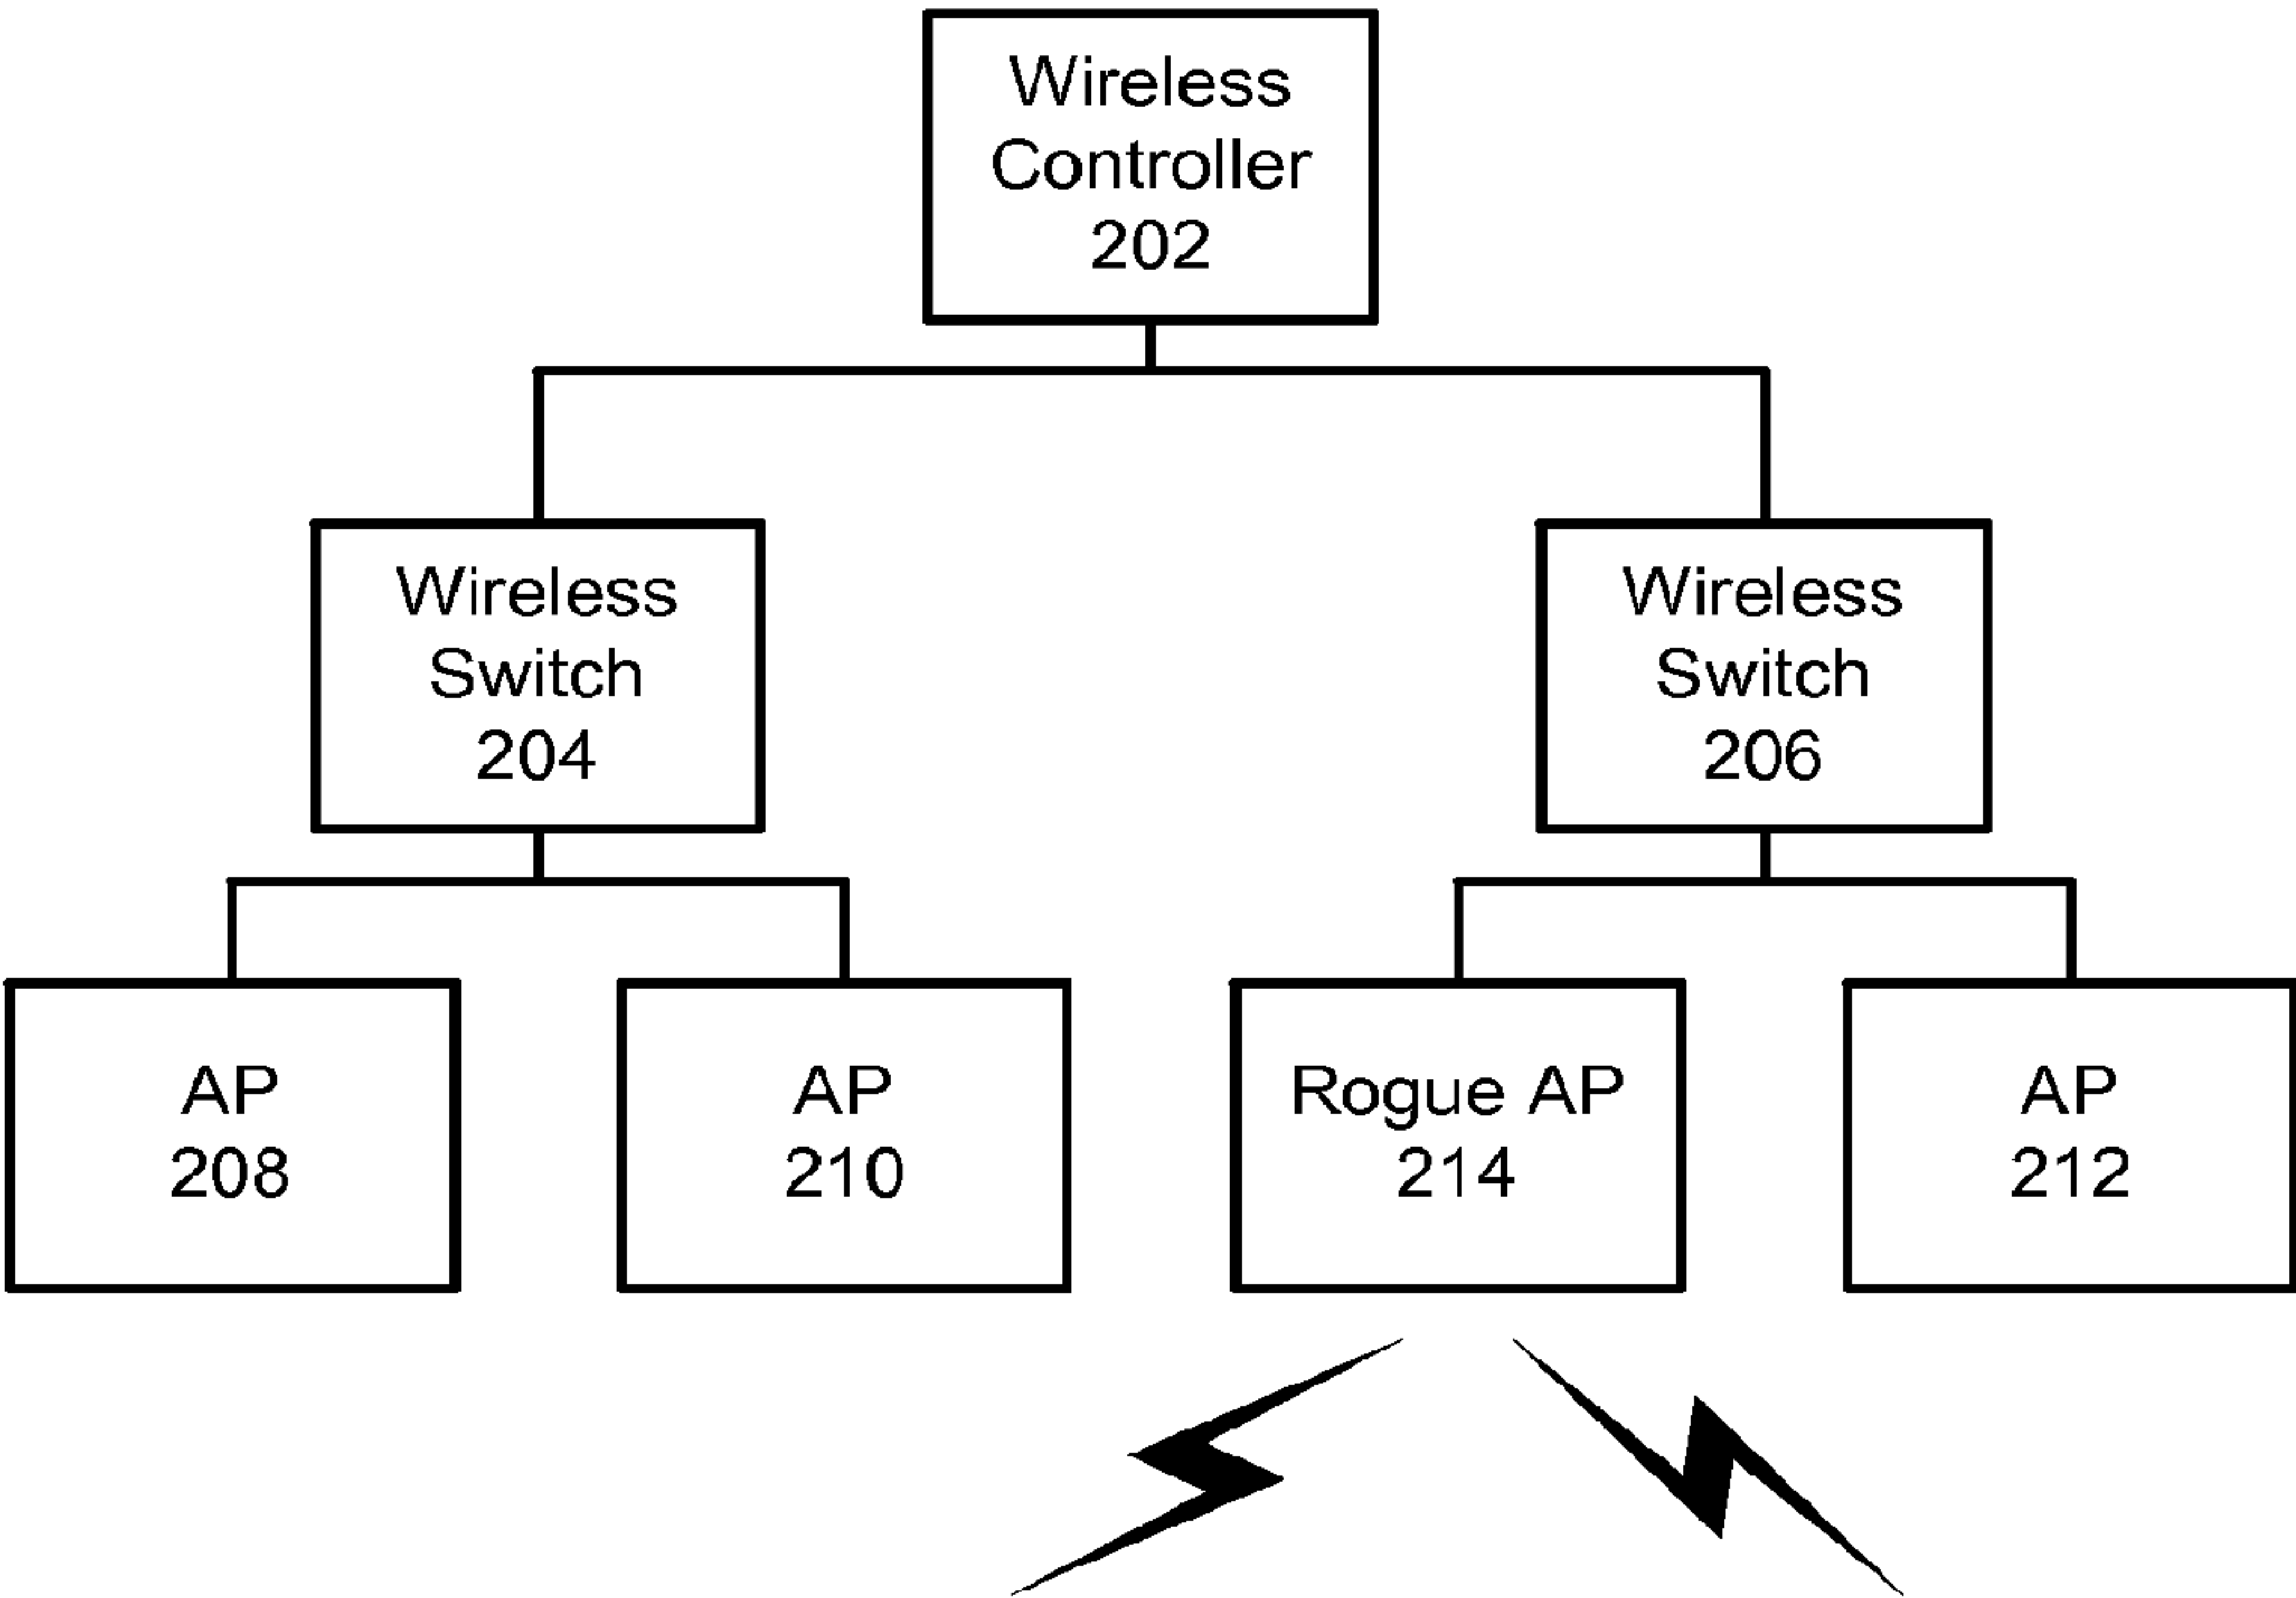 Wireless
Controller
202
Wireless
Switch
204
Wireless
Switch
206
AP
208
AP
210
Rogue AP
214
AP
212